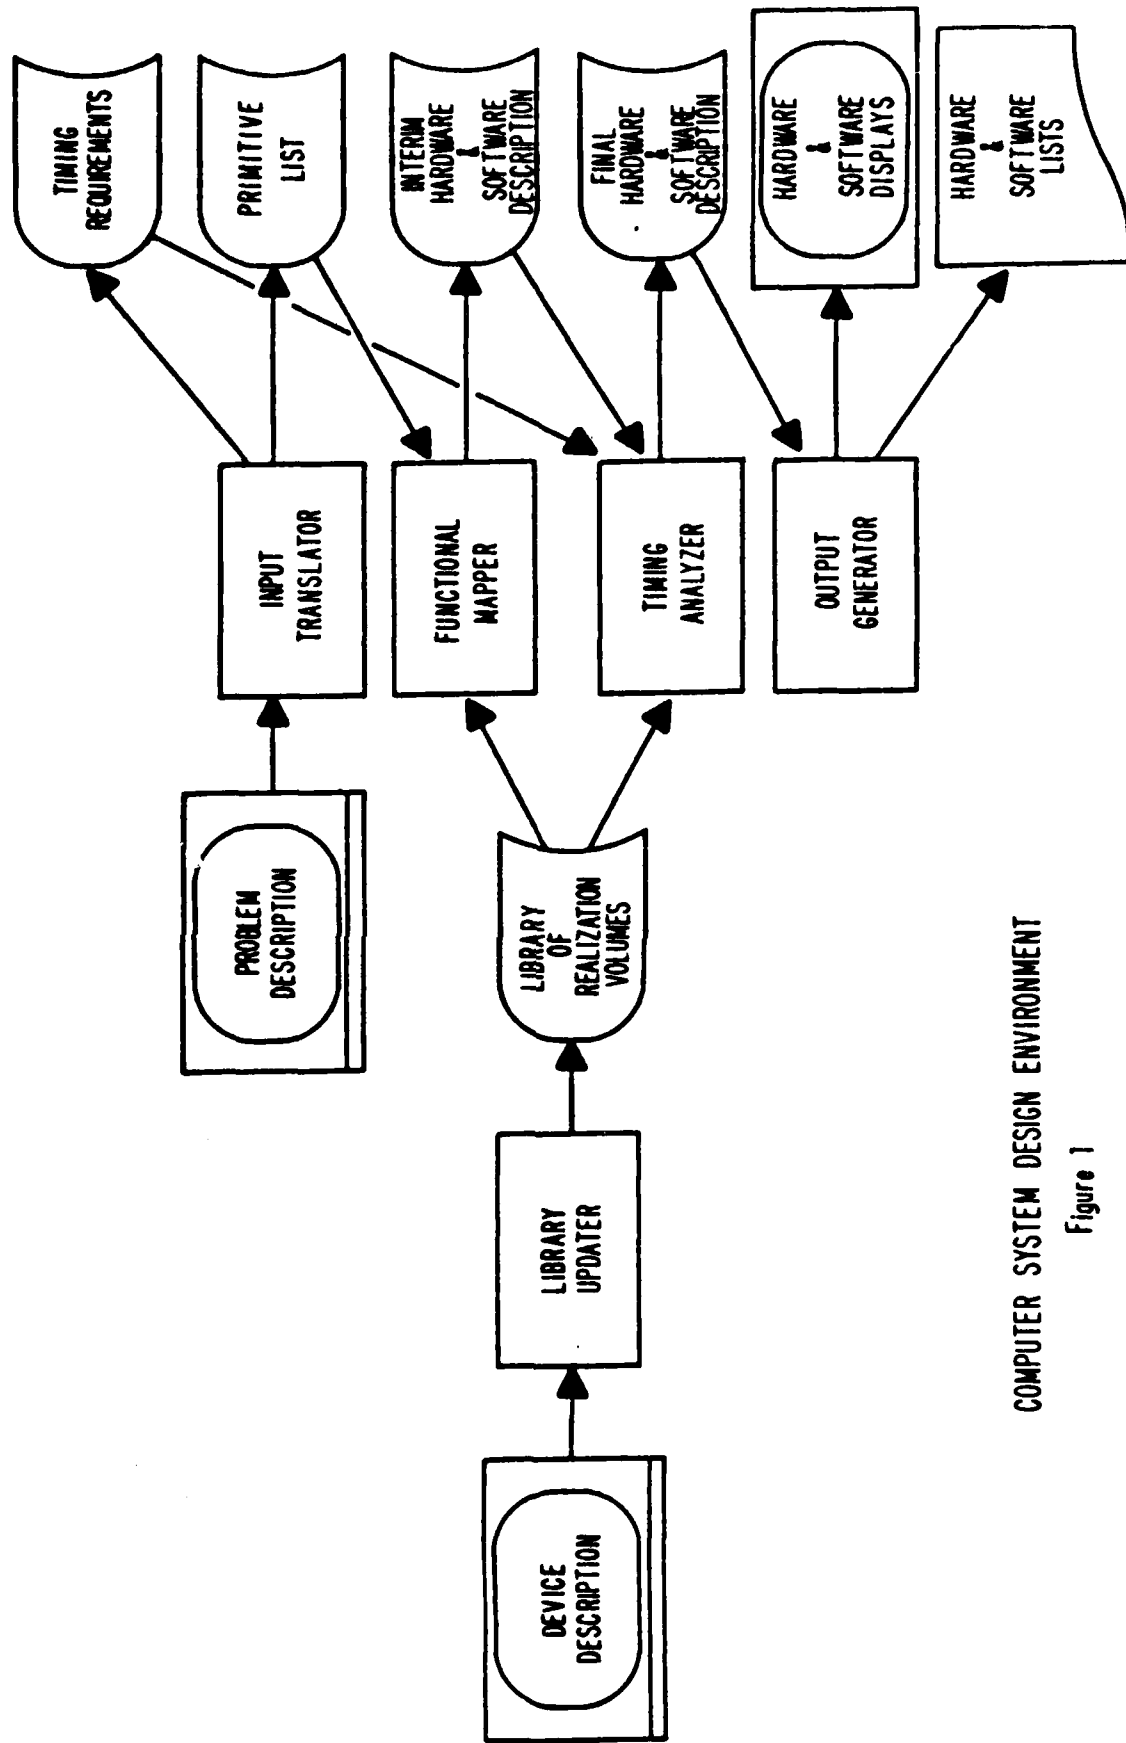 TIMING
REQUIREMENTS
PRIMITIVE
LIST
INTERIM
HARDWARE
&
SOFTWARE
DESCRIPTION
FINAL
HARDWARE
&
SOFTWARE
DESCRIPTION
HARDWARE
&
SOFTWARE
DISPLAYS
HARDWARE
&
SOFTWARE
LISTS
INPUT
TRANSLATOR
FUNCTIONAL
MAPPER
TIMING
ANALYZER
OUTPUT
GENERATOR
PROBLEM
DESCRIPTION
LIBRARY
OF
REALIZATION
VOLUMES
LIBRARY
UPDATER
DEVICE
DESCRIPTION
COMPUTER SYSTEM DESIGN ENVIRONMENT
Figure 1